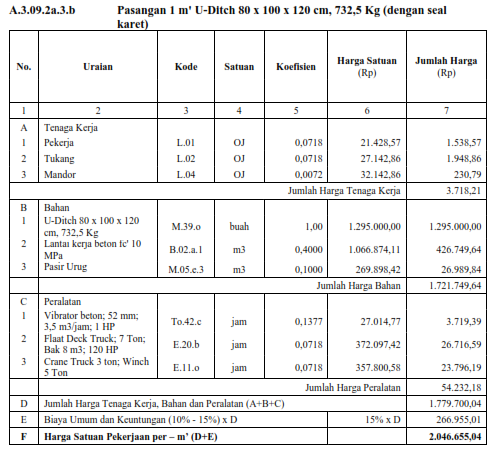 A.3.09.2a.3.b Pasangan 1 m' U-Ditch 80 x 100 x 120 cm, 732,5 Kg (dengan seal
karet)
No. Uraian Kode Satuan Koefisien Harga Satuan (Rp) Jumlah Harga (Rp)
1 2 3 4 5 6 7
A Tenaga Kerja
1 Pekerja L.01 OJ 0,0718 21.428,57 1.538,57
2 Tukang L.02 OJ 0,0718 27.142,86 1.948,86
3 Mandor L.04 OJ 0,0072 32.142,86 230,79
Jumlah Harga Tenaga Kerja 3.718,21
B Bahan
1 U-Ditch 80 x 100 x 120
cm, 732,5 Kg M.39.o buah 1,00 1.295.000,00 1.295.000,00
2 Lantai kerja beton fc' 10
MPa B.02.a.1 m3 0,4000 1.066.874,11 426.749,64
3 Pasir Urug M.05.e.3 m3 0,1000 269.898,42 26.989,84
Jumlah Harga Bahan 1.721.749,64
C Peralatan
1 Vibrator beton; 52 mm;
3,5 m3/jam; 1 HP To.42.c jam 0,1377 27.014,77 3.719,39
2 Flaat Deck Truck; 7 Ton;
Bak 8 m3; 120 HP E.20.b jam 0,0718 372.097,42 26.716,59
3 Crane Truck 3 ton; Winch
5 Ton E.11.o jam 0,0718 357.800,58 23.796,19
Jumlah Harga Peralatan 54.232,18
D Jumlah Harga Tenaga Kerja, Bahan dan Peralatan (A+B+C) 1.779.700,04
E Biaya Umum dan Keuntungan (10% - 15%) x D 15% x D 266.955,01
F Harga Satuan Pekerjaan per – m' (D+E) 2.046.655,04